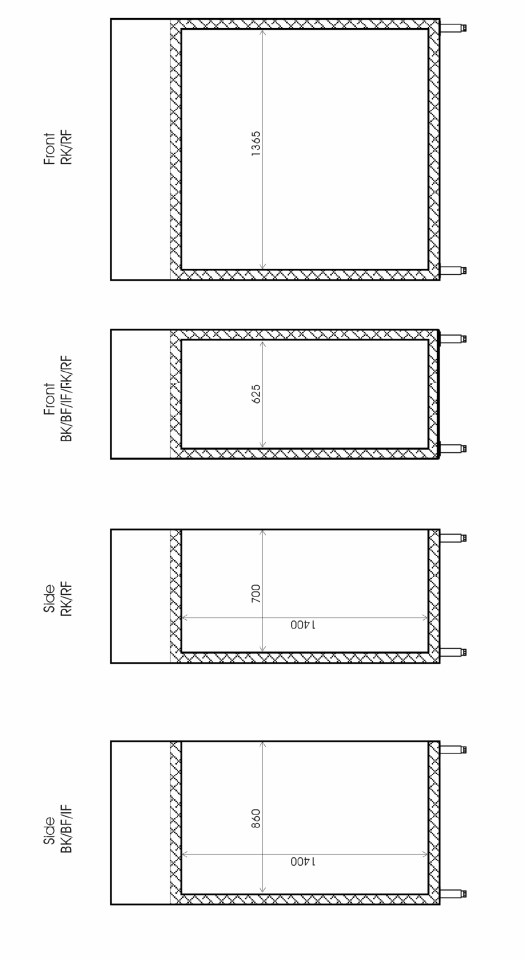 Front
RK/RF
1365
Front
BK/BF/IF/RK/RF
625
Side
RK/RF
700
1400
Side
BK/BF/IF
860
1400